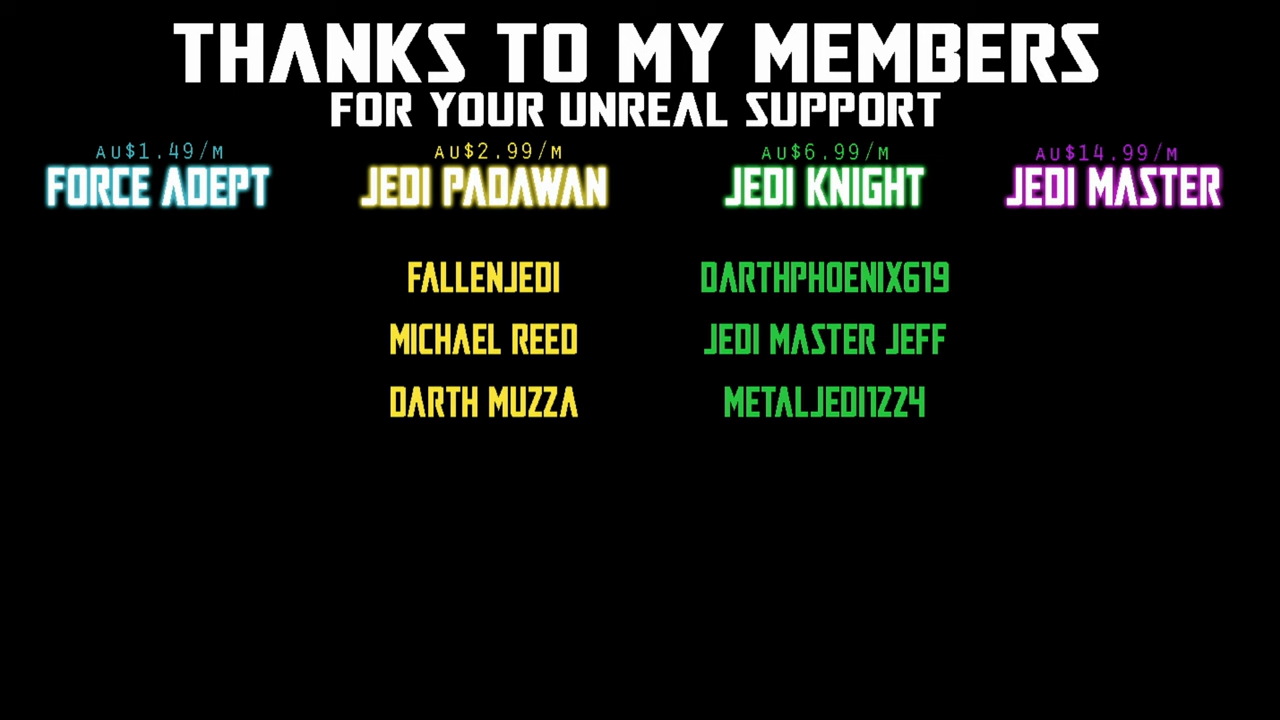 THANKS TO MY MEMBERS
FOR YOUR UNREAL SUPPORT
AU$1.49/M AU$2.99/M AU$6.99/M AU$14.99/M
FORCE ADEPT JEDI PADAWAN JEDI KNIGHT JEDI MASTER
FALLENJEDI DARTHPHOENIX619
MICHAEL REED JEDI MASTER JEFF
DARTH MUZZA METALJEDI1224